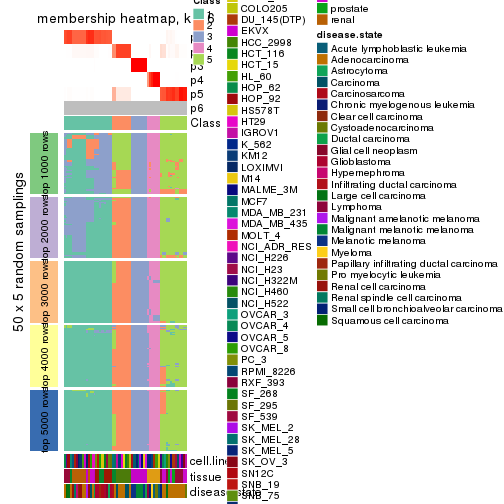 membership heatmap, k = 6
p3
p4
p5
p6
Class
Class
1
2
3
4
5
50 x 5 random samplings
top 1000 rows
top 2000 rows
top 3000 rows
top 4000 rows
top 5000 rows
cell.line
tissue
disease.state
COLO205
DU_145(DTP)
EKVX
HCC_2998
HCT_116
HCT_15
HL_60
HOP_62
HOP_92
HS578T
HT29
IGROV1
K_562
KM12
LOXIMVI
M14
MALME_3M
MCF7
MDA_MB_231
MDA_MB_435
MOLT_4
NCI_ADR_RES
NCI_H226
NCI_H23
NCI_H322M
NCI_H460
NCI_H522
OVCAR_3
OVCAR_4
OVCAR_5
OVCAR_8
PC_3
RPMI_8226
RXF_393
SF_268
SF_295
SF_539
SK_MEL_2
SK_MEL_28
SK_MEL_5
SK_OV_3
SN12C
SNB_19
SNB_75
prostate
renal
disease.state
Acute lymphoblastic leukemia
Adenocarcinoma
Astrocytoma
Carcinoma
Carcinosarcoma
Chronic myelogenous leukemia
Clear cell carcinoma
Cystoadenocarcinoma
Ductal carcinoma
Glial cell neoplasm
Glioblastoma
Hypernephroma
Infiltrating ductal carcinoma
Large cell carcinoma
Lymphoma
Malignant amelanotic melanoma
Malignant melanotic melanoma
Melanotic melanoma
Myeloma
Papillary infiltrating ductal carcinoma
Pro myelocytic leukemia
Renal cell carcinoma
Renal spindle cell carcinoma
Small cell bronchioalveolar carcinoma
Squamous cell carcinoma